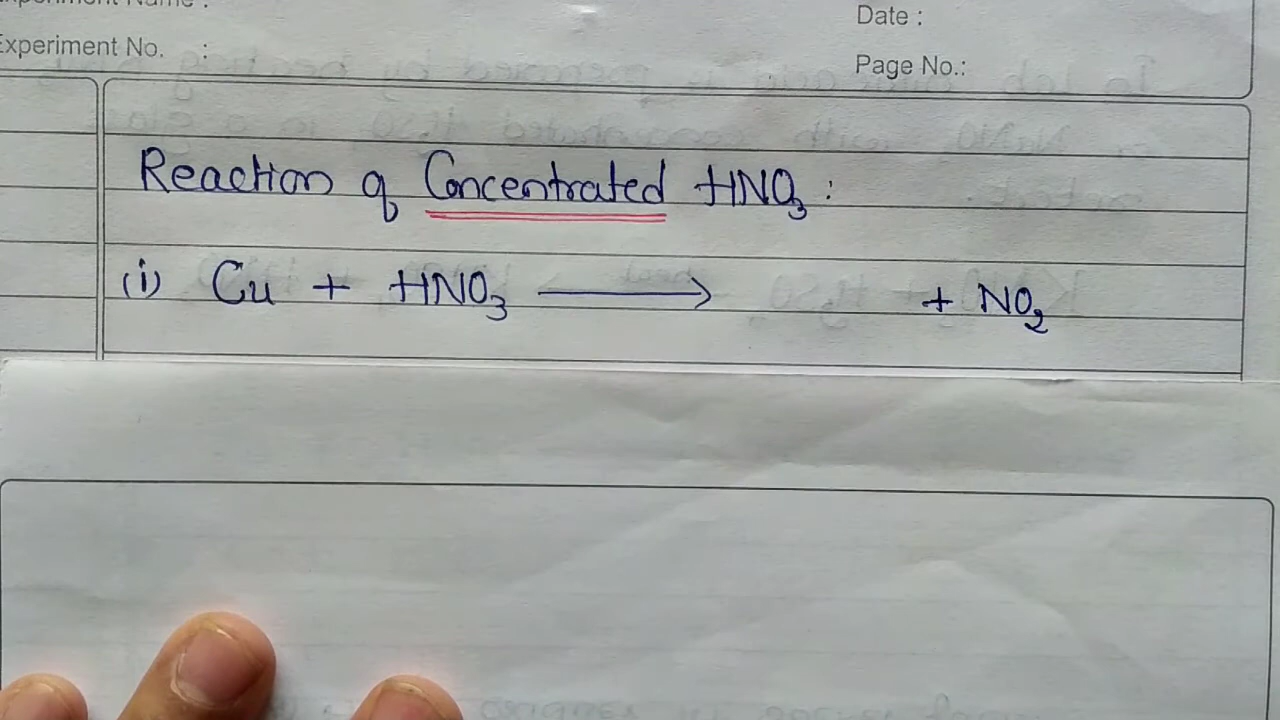 Date :
Experiment No. :
Page No.:
Reaction of Concentrated HNO₃ :
(i) Cu + HNO₃ ⟶ + NO₂